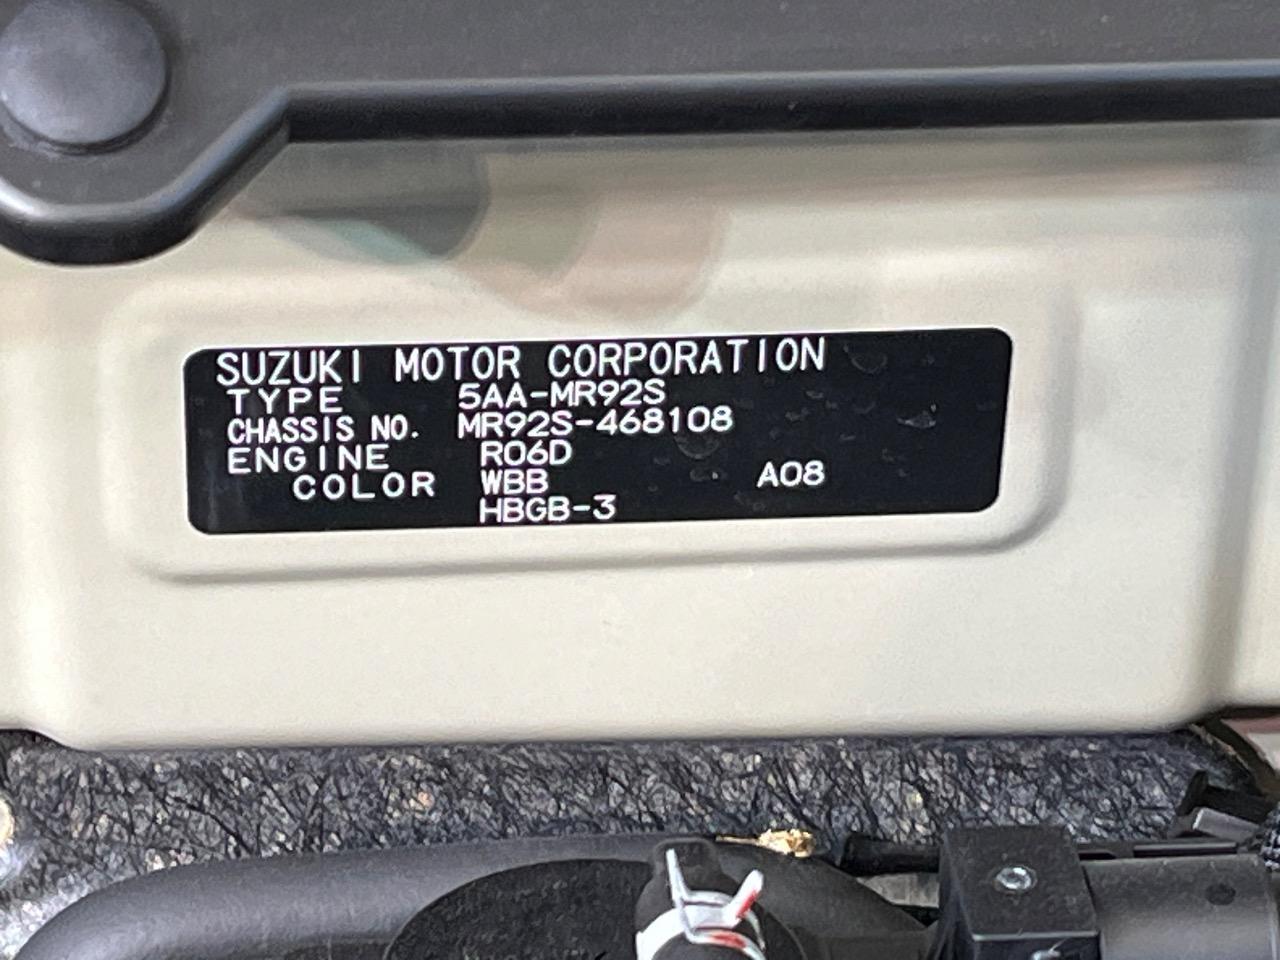 SUZUKI MOTOR CORPORATION
TYPE 5AA-MR92S
CHASSIS NO. MR92S-468108
ENGINE R06D
COLOR WBB A08
HBGB-3